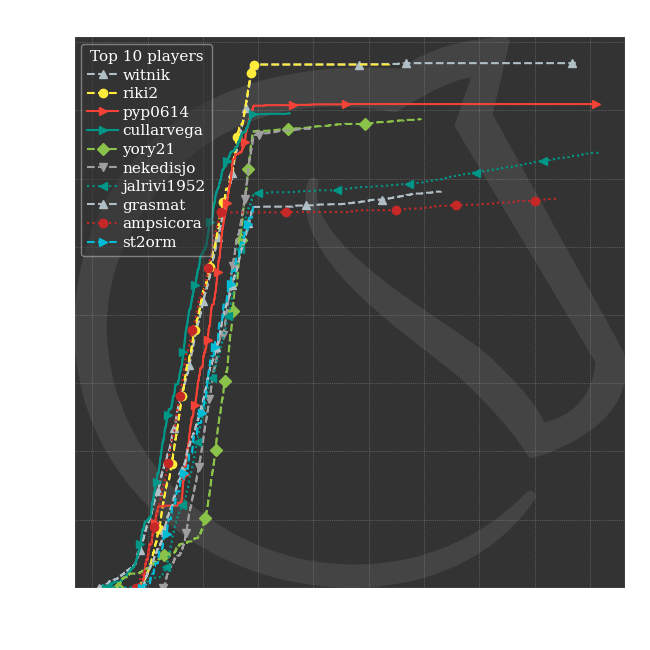 Top 10 players
witnik
riki2
pyp0614
cullarvega
yory21
nekedisjo
jalrivi1952
grasmat
ampsicora
st2orm